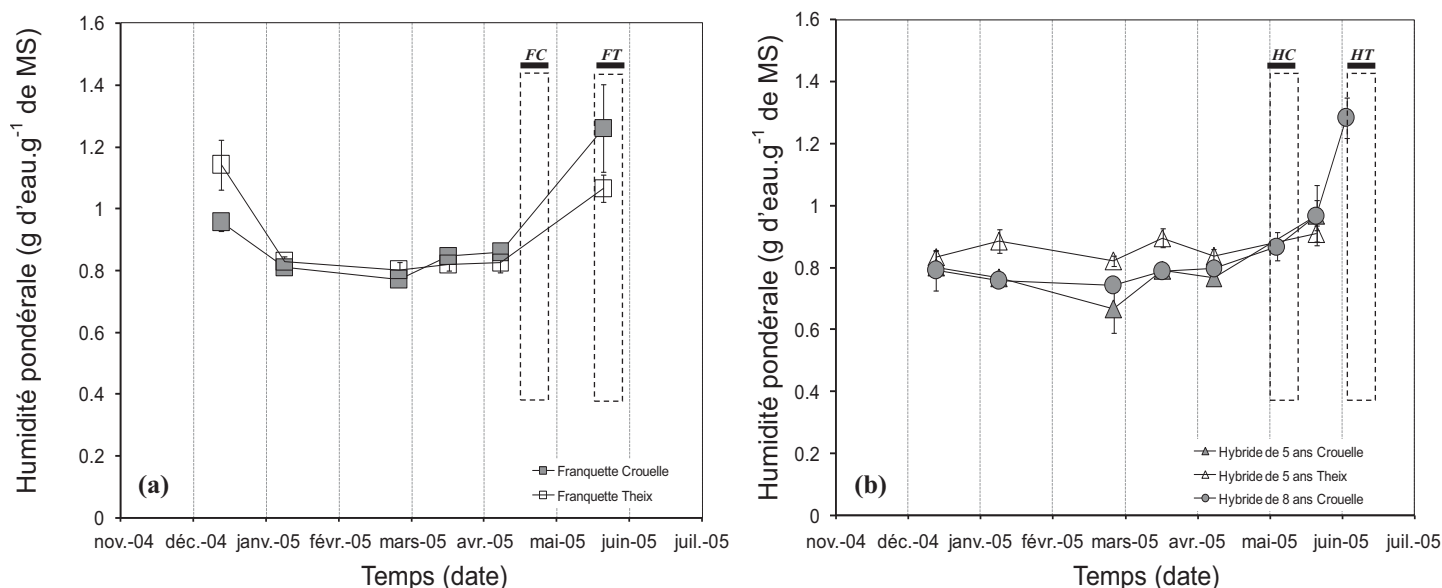 Humidité pondérale (g d'eau.g-1 de MS)
1.6
1.4
1.2
1
0.8
0.6
0.4
0.2
0
FC
FT
Franquette Crouelle
Franquette Theix
(a)
nov.-04 déc.-04 janv.-05 févr.-05 mars-05 avr.-05 mai-05 juin-05 juil.-05
Temps (date)
Humidité pondérale (g d'eau.g-1 de MS)
1.6
1.4
1.2
1
0.8
0.6
0.4
0.2
0
HC
HT
Hybride de 5 ans Crouelle
Hybride de 5 ans Theix
Hybride de 8 ans Crouelle
(b)
nov.-04 déc.-04 janv.-05 févr.-05 mars-05 avr.-05 mai-05 juin-05 juil.-05
Temps (date)